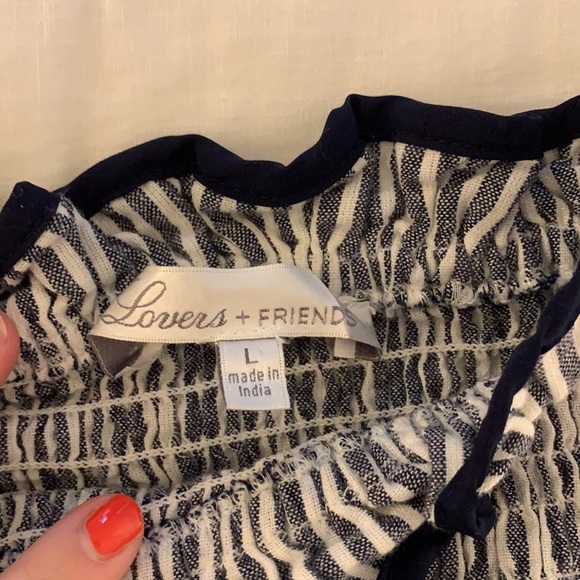 Lovers + FRIENDS
L
made in
India